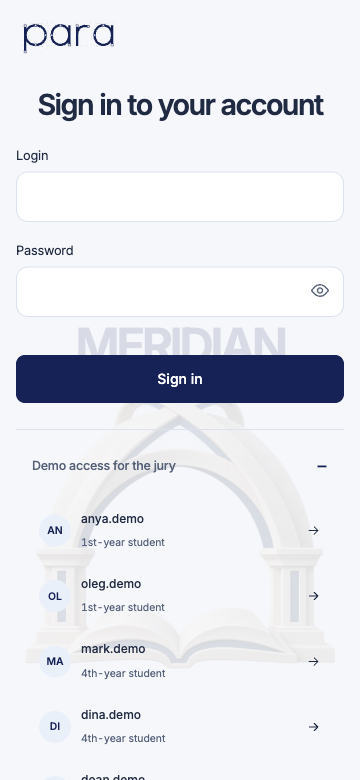 para
Sign in to your account
Login
Password
MERIDIAN
Sign in
Demo access for the jury
AN
anya.demo
1st-year student
OL
oleg.demo
1st-year student
MA
mark.demo
4th-year student
DI
dina.demo
4th-year student
dean.demo